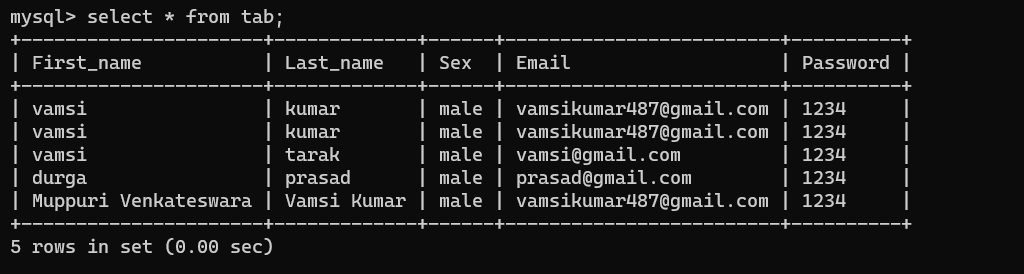 mysql> select * from tab;
+----------------------+-------------+------+-------------------------+----------+
| First_name           | Last_name   | Sex  | Email                   | Password |
+----------------------+-------------+------+-------------------------+----------+
| vamsi                | kumar       | male | vamsikumar487@gmail.com | 1234     |
| vamsi                | kumar       | male | vamsikumar487@gmail.com | 1234     |
| vamsi                | tarak       | male | vamsi@gmail.com         | 1234     |
| durga                | prasad      | male | prasad@gmail.com        | 1234     |
| Muppuri Venkateswara | Vamsi Kumar | male | vamsikumar487@gmail.com | 1234     |
+----------------------+-------------+------+-------------------------+----------+
5 rows in set (0.00 sec)